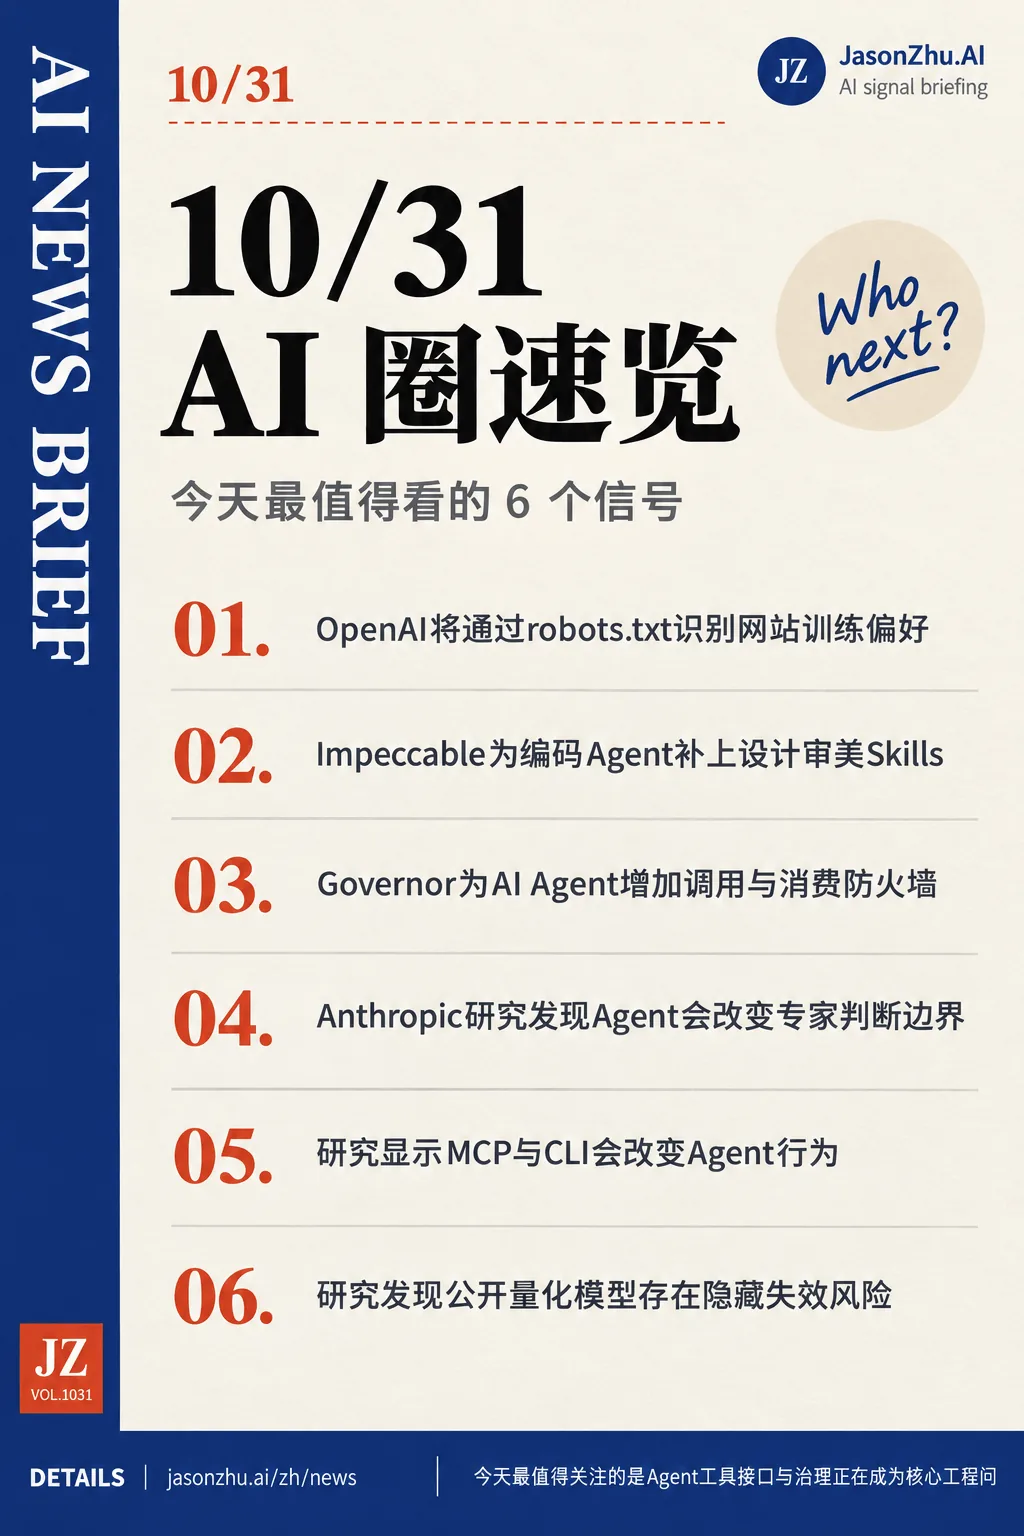 AI NEWS BRIEF
10/31
JZ
JasonZhu.AI
AI signal briefing
10/31
AI 圈速览
Who
next?
今天最值得看的 6 个信号
01.
OpenAI将通过robots.txt识别网站训练偏好
02.
Impeccable为编码Agent补上设计审美Skills
03.
Governor为AI Agent增加调用与消费防火墙
04.
Anthropic研究发现Agent会改变专家判断边界
05.
研究显示MCP与CLI会改变Agent行为
06.
研究发现公开量化模型存在隐藏失效风险
JZ
VOL.1031
DETAILS
jasonzhu.ai/zh/news
今天最值得关注的是Agent工具接口与治理正在成为核心工程问